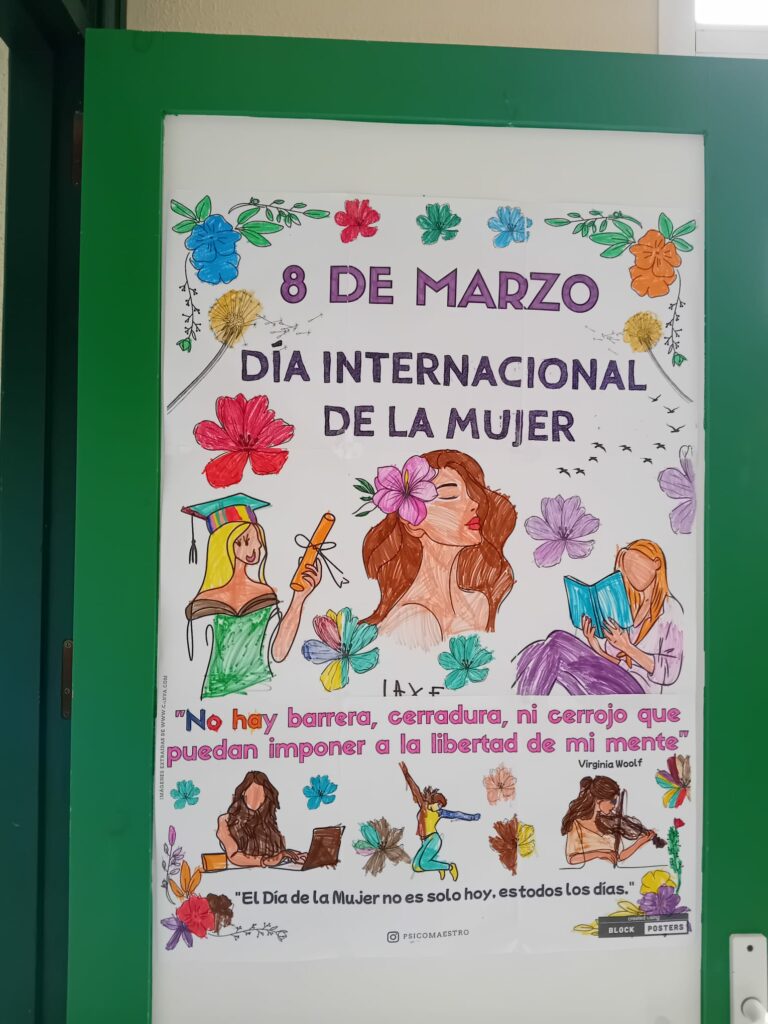 8 DE MARZO
DÍA INTERNACIONAL
DE LA MUJER
"No hay barrera, cerradura, ni cerrojo que
puedan imponer a la libertad de mi mente"
Virginia Woolf
"El Día de la Mujer no es solo hoy, es todos los días."
PSICOMAESTRO
created using
BLOCK POSTERS